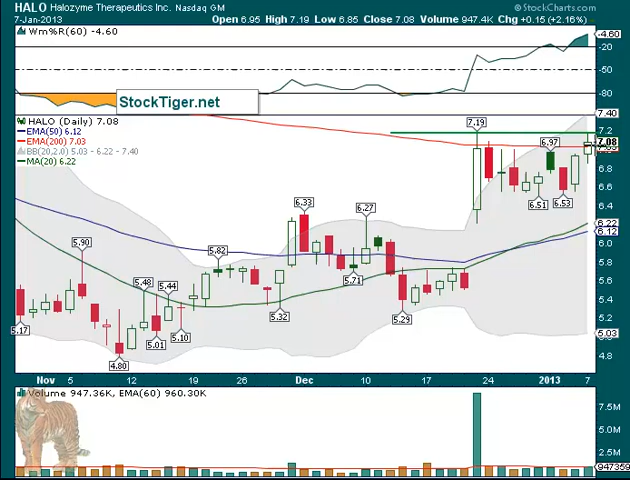 HALO Halozyme Therapeutics Inc. Nasdaq GM
© StockCharts.com
7-Jan-2013
Open 6.95 High 7.19 Low 6.85 Close 7.08 Volume 947.4K Chg +0.15 (+2.16%)
Wm%R(60) -4.60
-4.60
-20
-50
-80
StockTiger.net
HALO (Daily) 7.08
EMA(50) 6.12
EMA(200) 7.03
BB(20,2.0) 5.03 - 6.22 - 7.40
MA(20) 6.22
7.40
7.2
7.08
6.8
6.6
6.4
6.22
6.12
6.0
5.8
5.6
5.4
5.2
5.03
4.8
7.19
6.97
6.51
6.53
6.33
6.27
5.90
5.82
5.71
5.48
5.44
5.32
5.29
5.17
5.01
5.10
4.80
Nov 5 12 19 26 Dec 10 17 24 2013 7
Volume 947.36K, EMA(60) 960.30K
7.5M
5.0M
2.5M
947359